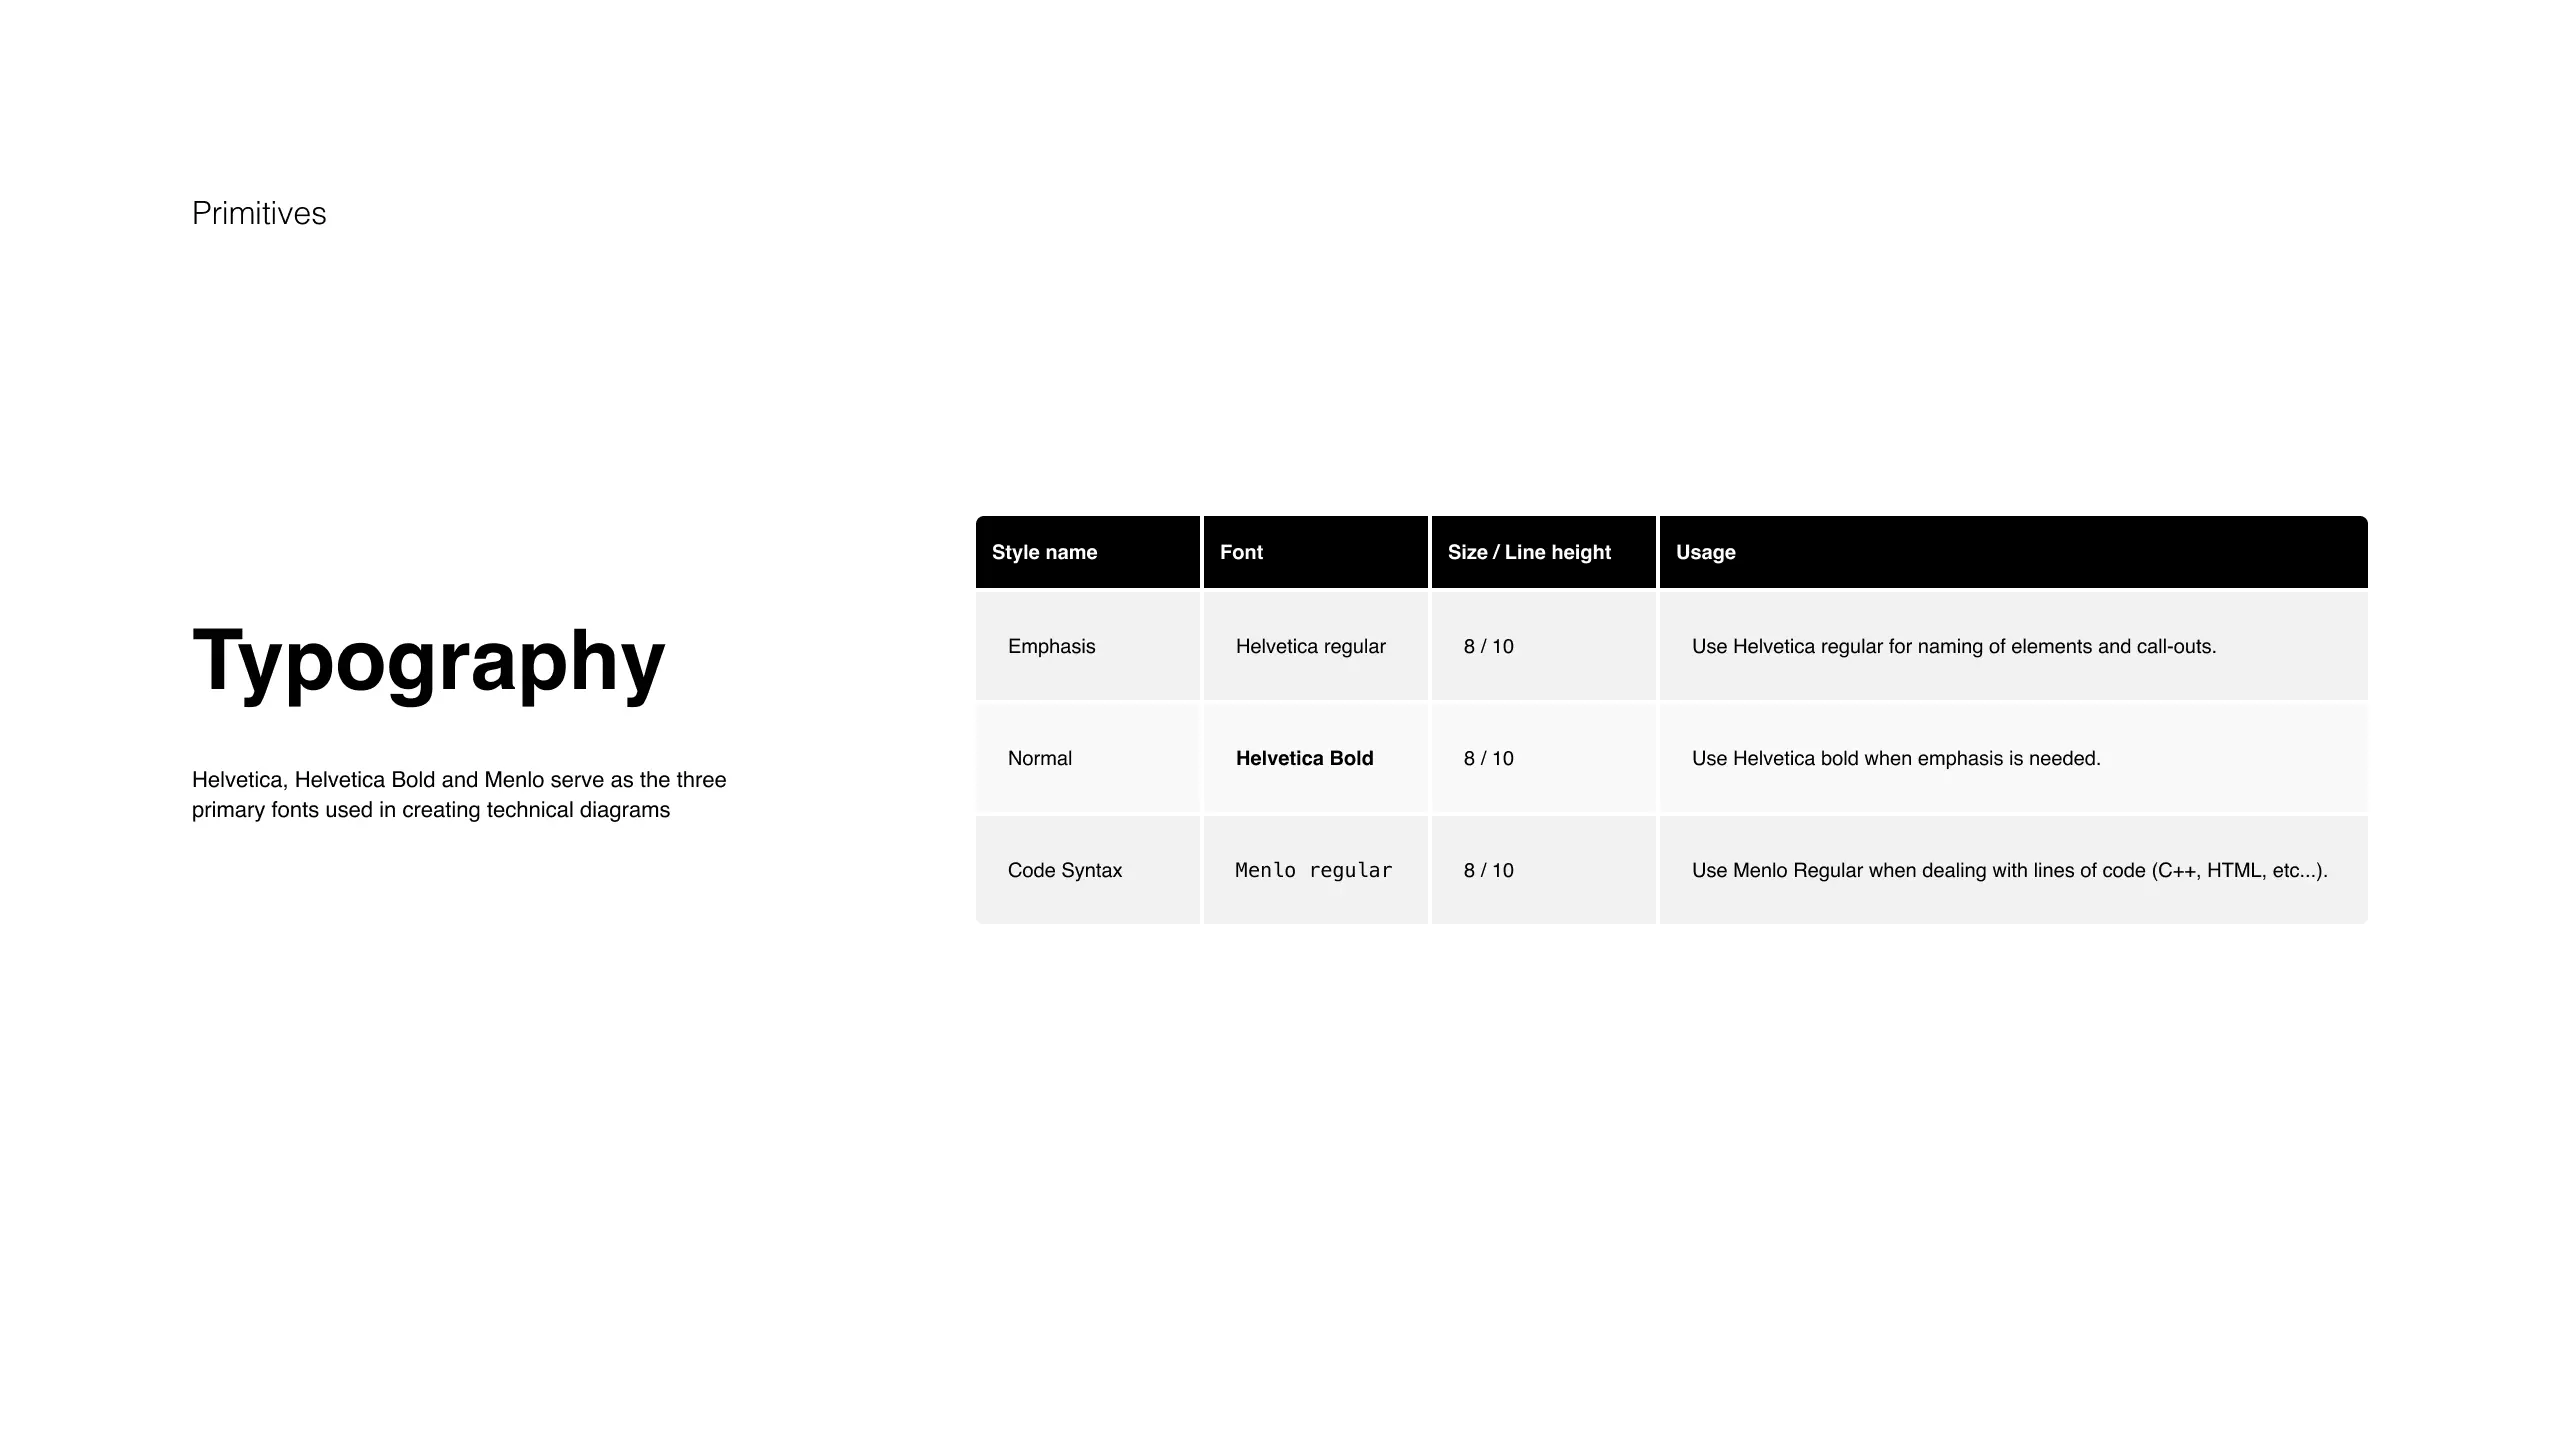 Primitives
Typography
Helvetica, Helvetica Bold and Menlo serve as the three
primary fonts used in creating technical diagrams
Style name Font Size / Line height Usage
Emphasis Helvetica regular 8 / 10 Use Helvetica regular for naming of elements and call-outs.
Normal Helvetica Bold 8 / 10 Use Helvetica bold when emphasis is needed.
Code Syntax Menlo regular 8 / 10 Use Menlo Regular when dealing with lines of code (C++, HTML, etc...).